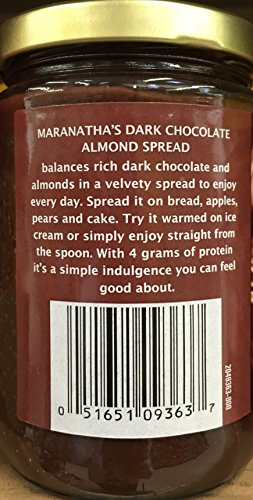 MARANATHA'S DARK CHOCOLATE
ALMOND SPREAD
balances rich dark chocolate and
almonds in a velvety spread to enjoy
every day. Spread it on bread, apples,
pears and cake. Try it warmed on ice
cream or simply enjoy straight from
the spoon. With 4 grams of protein
it's a simple indulgence you can feel
good about.
2049363-000
0 51651 09363 7